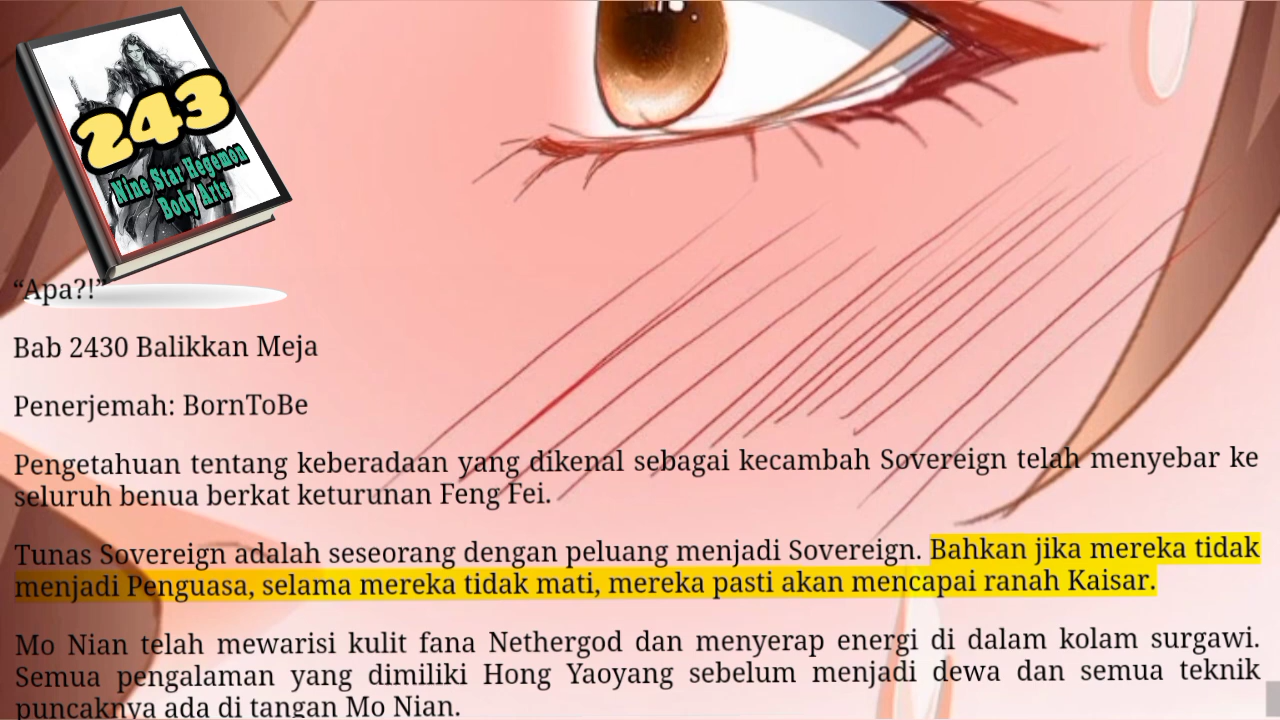 243
Nine Star Hegemon
Body Arts
“Apa?!”
Bab 2430 Balikkan Meja
Penerjemah: BornToBe
Pengetahuan tentang keberadaan yang dikenal sebagai kecambah Sovereign telah menyebar ke
seluruh benua berkat keturunan Feng Fei.
Tunas Sovereign adalah seseorang dengan peluang menjadi Sovereign. Bahkan jika mereka tidak
menjadi Penguasa, selama mereka tidak mati, mereka pasti akan mencapai ranah Kaisar.
Mo Nian telah mewarisi kulit fana Nethergod dan menyerap energi di dalam kolam surgawi.
Semua pengalaman yang dimiliki Hong Yaoyang sebelum menjadi dewa dan semua teknik
puncaknya ada di tangan Mo Nian.